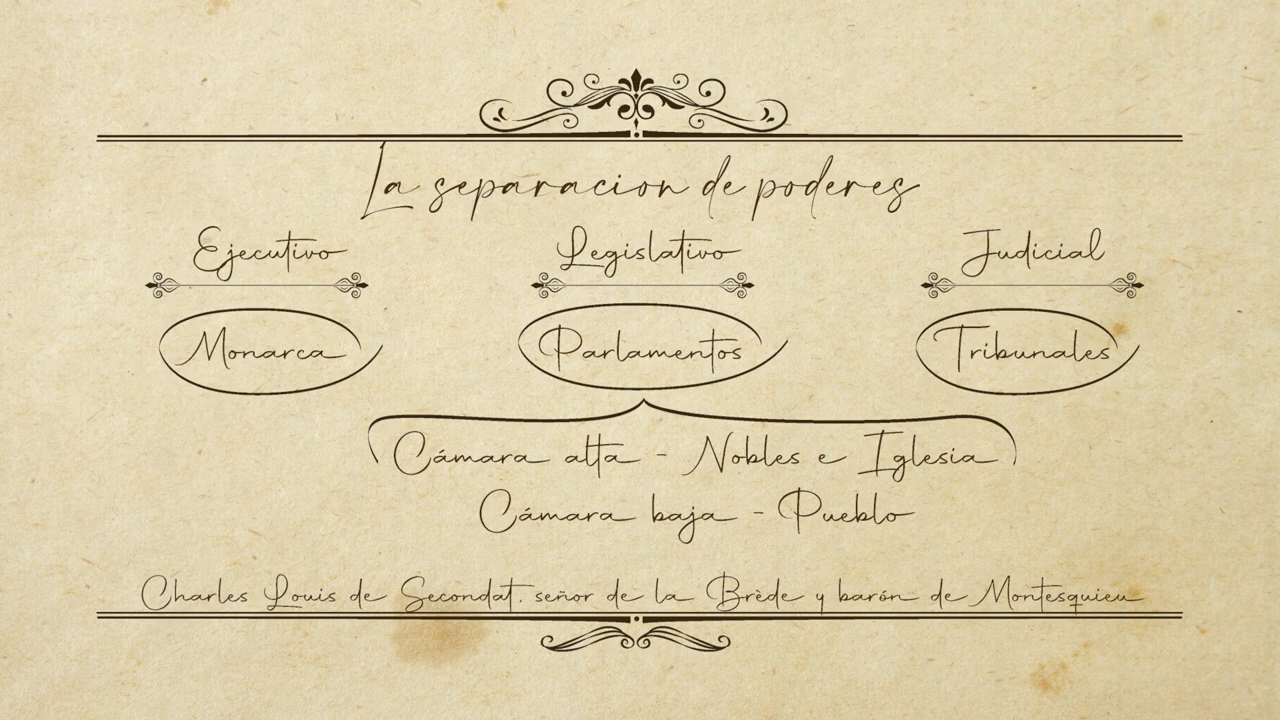 La separacion de poderes
Ejecutivo
Legislativo
Judicial
Monarca
Parlamentos
Tribunales
Cámara alta - Nobles e Iglesia
Cámara baja - Pueblo
Charles Louis de Secondat. señor de la Brède y barón de Montesquieu